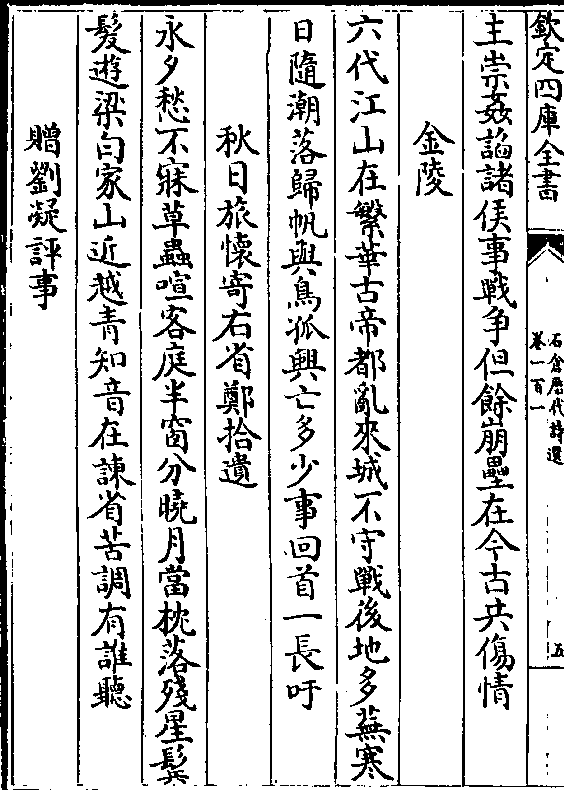 欽定四庫全書
石倉歷代詩選
卷一百一
五
主崇姦謟諸侯事戰争但餘崩壘在今古共傷情
金陵
六代江山在繁華古帝都亂來城不守戰後地多蕪寒
日隨潮落歸帆與鳥孤興亡多少事回首一長吁
秋日旅懷寄右省鄭拾遺
永夕愁不寐草蟲喧客庭半窗分曉月當枕落殘星鬢
髮遊梁白家山近越青知音在諫省苦調有誰聽
贈劉凝評事